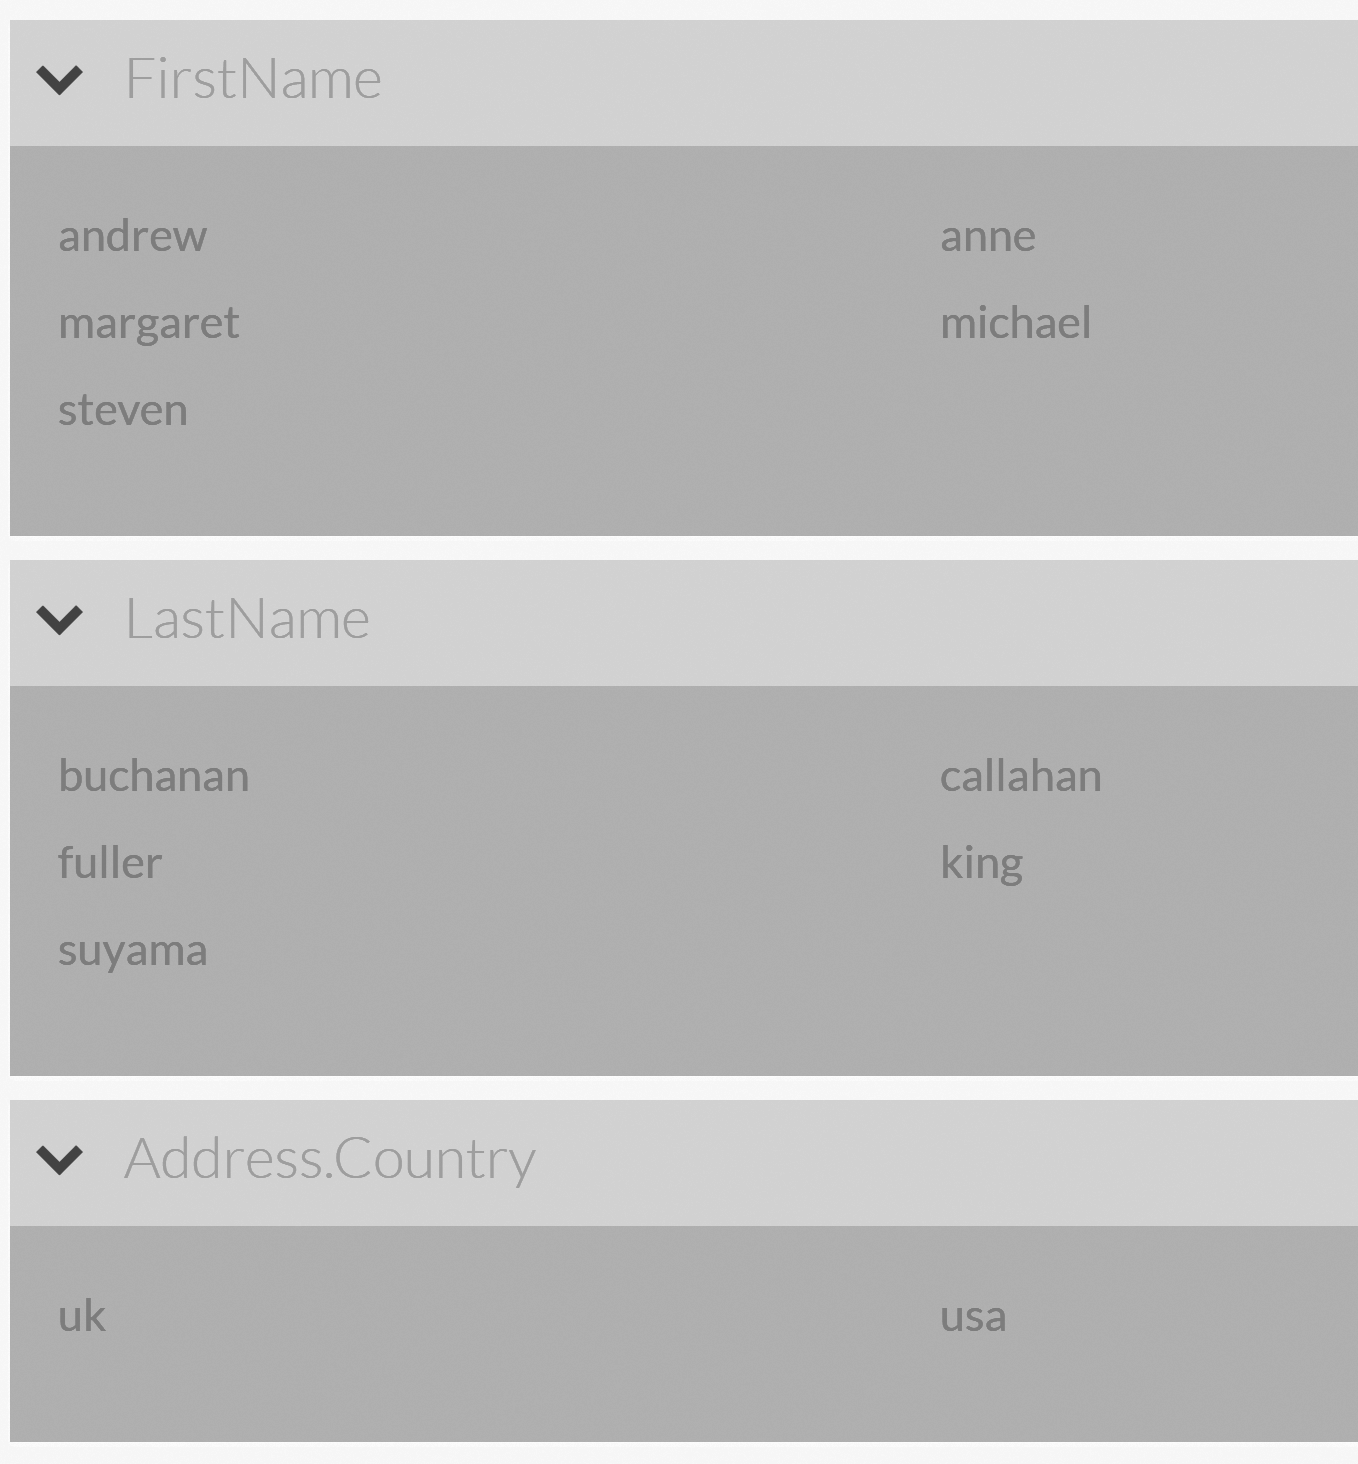 FirstName
andrew anne
margaret michael
steven
LastName
buchanan callahan
fuller king
suyama
Address.Country
uk usa